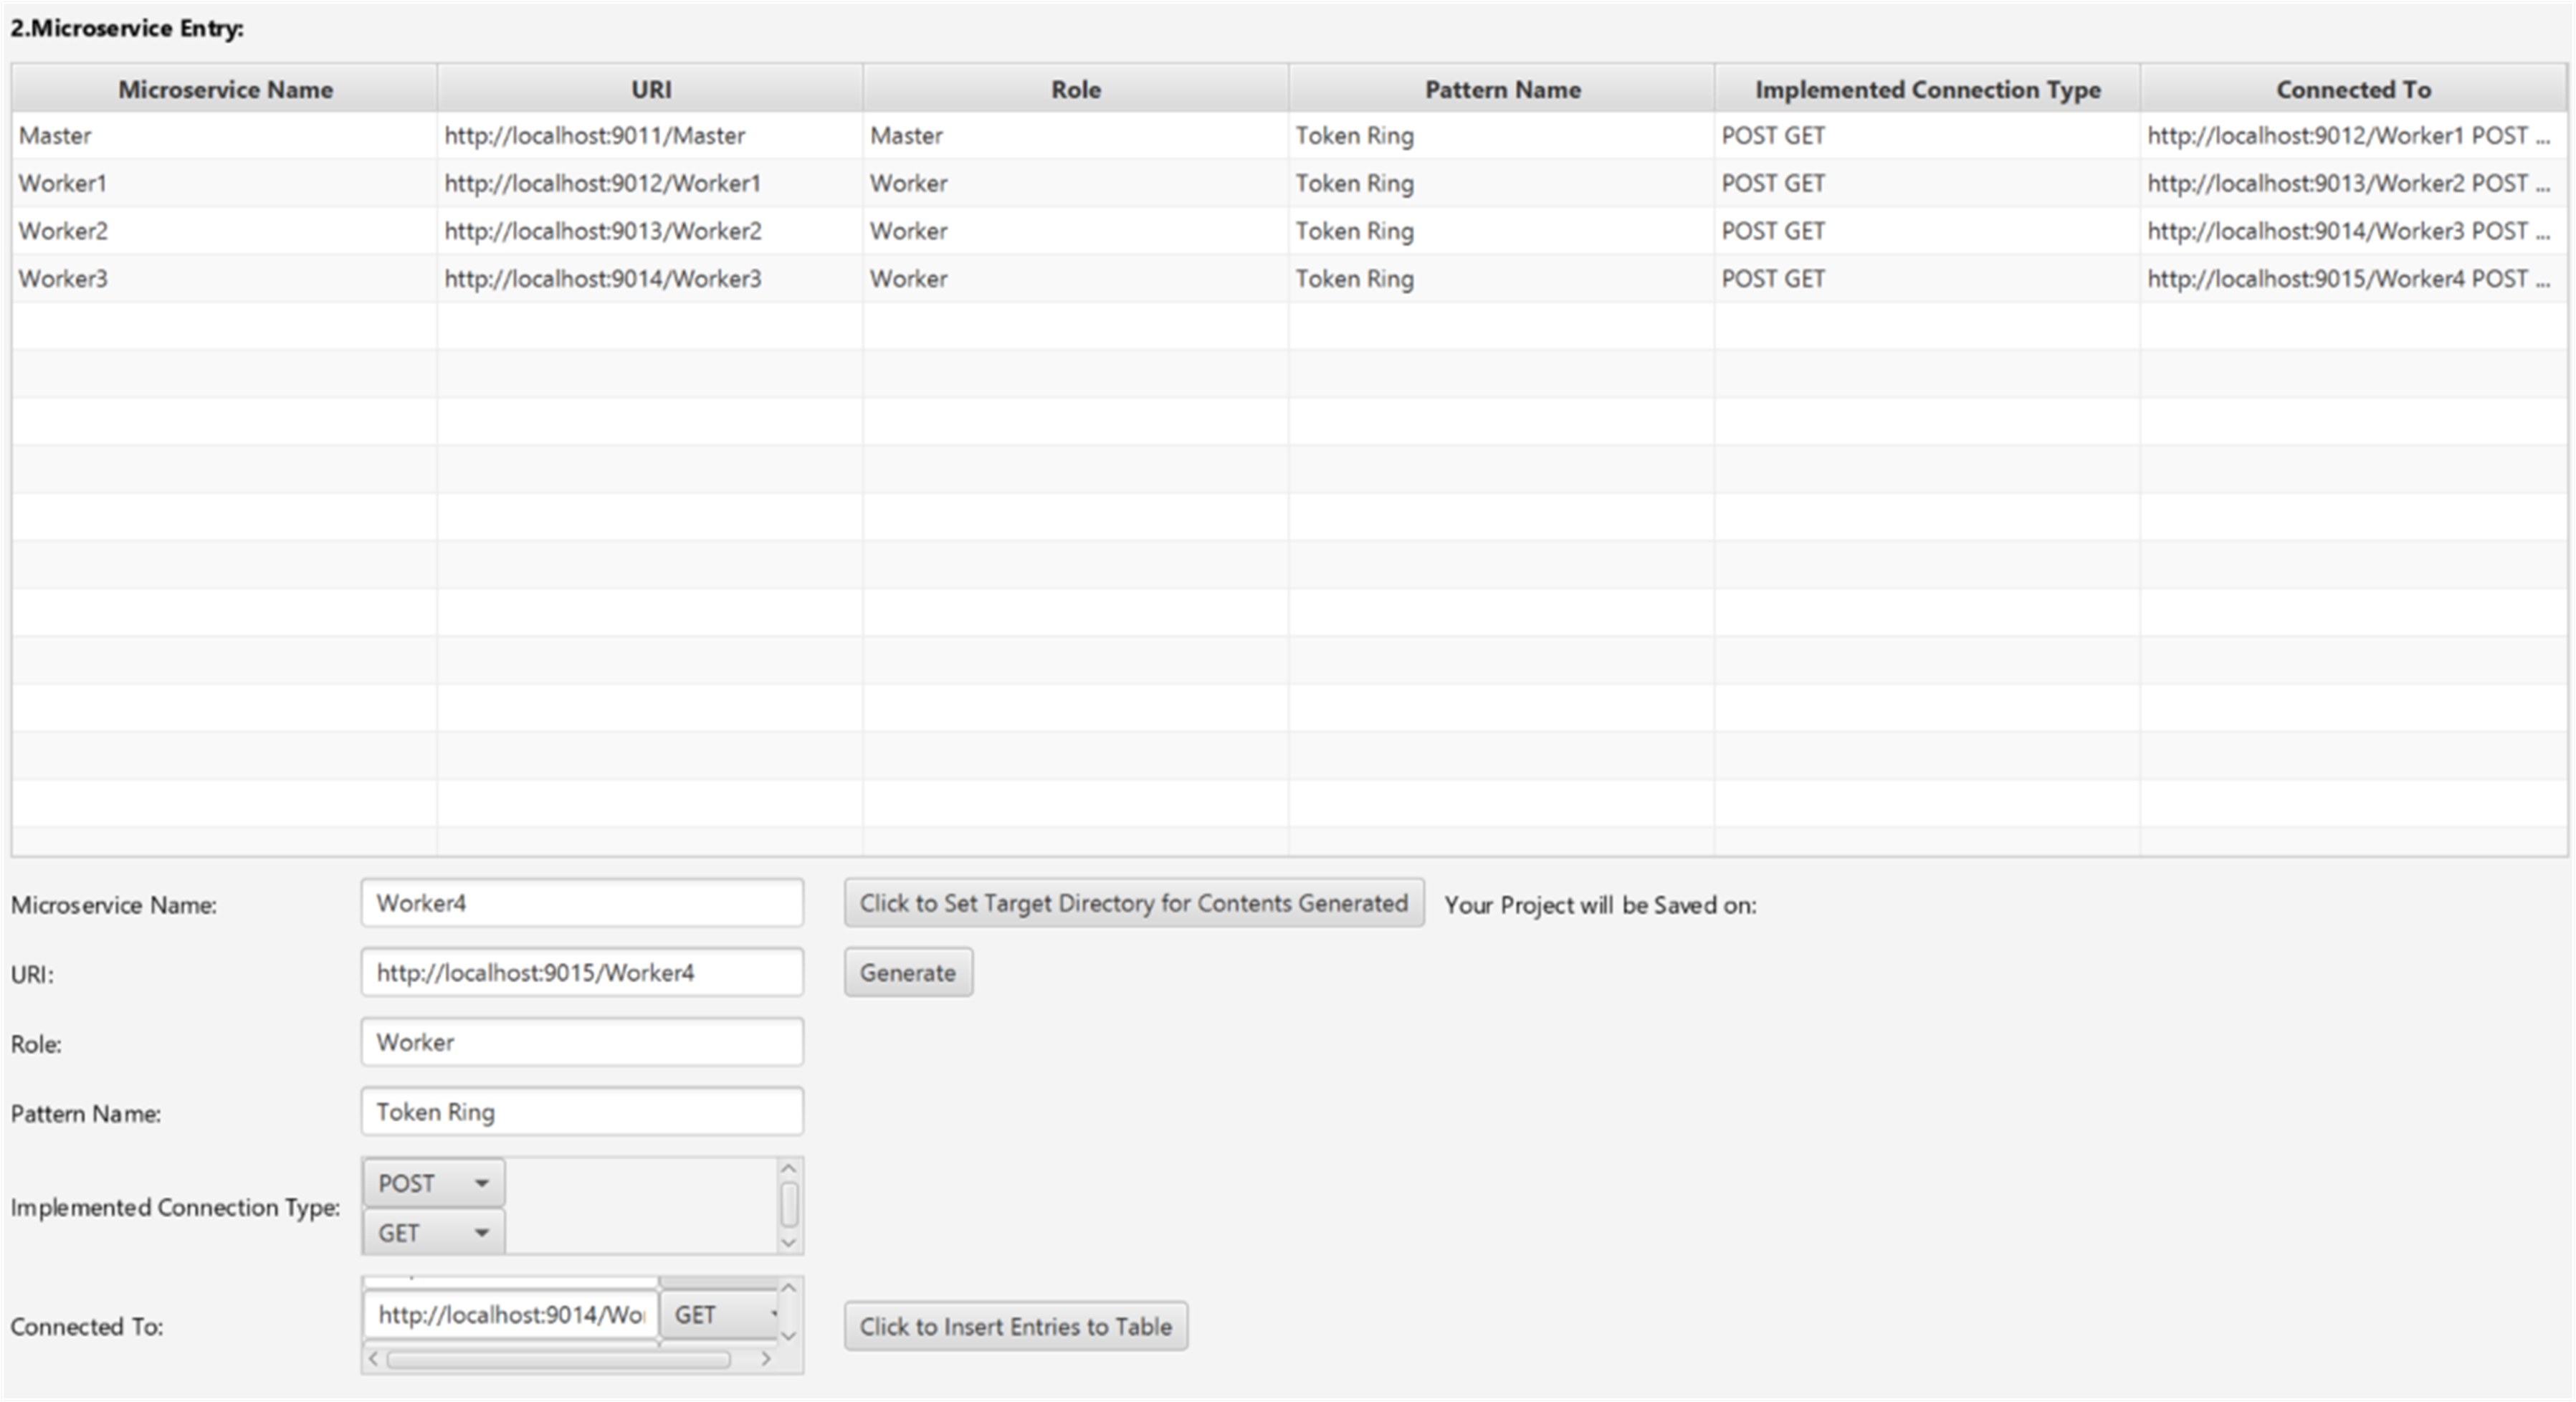 2.Microservice Entry:
Microservice Name URI Role Pattern Name Implemented Connection Type Connected To
Master http://localhost:9011/Master Master Token Ring POST GET http://localhost:9012/Worker1 POST ...
Worker1 http://localhost:9012/Worker1 Worker Token Ring POST GET http://localhost:9013/Worker2 POST ...
Worker2 http://localhost:9013/Worker2 Worker Token Ring POST GET http://localhost:9014/Worker3 POST ...
Worker3 http://localhost:9014/Worker3 Worker Token Ring POST GET http://localhost:9015/Worker4 POST ...
Microservice Name: Worker4 Click to Set Target Directory for Contents Generated Your Project will be Saved on:
URI: http://localhost:9015/Worker4 Generate
Role: Worker
Pattern Name: Token Ring
Implemented Connection Type: POST
GET
Connected To: http://localhost:9014/Wor GET Click to Insert Entries to Table